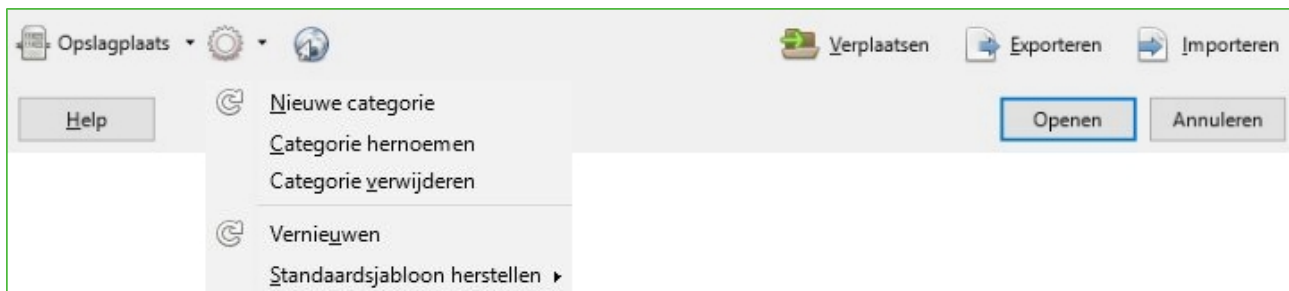 Opslagplaats Verplaatsen Exporteren Importeren
Help Openen Annuleren
Nieuwe categorie
Categorie hernoemen
Categorie verwijderen
Vernieuwen
Standaardsjabloon herstellen